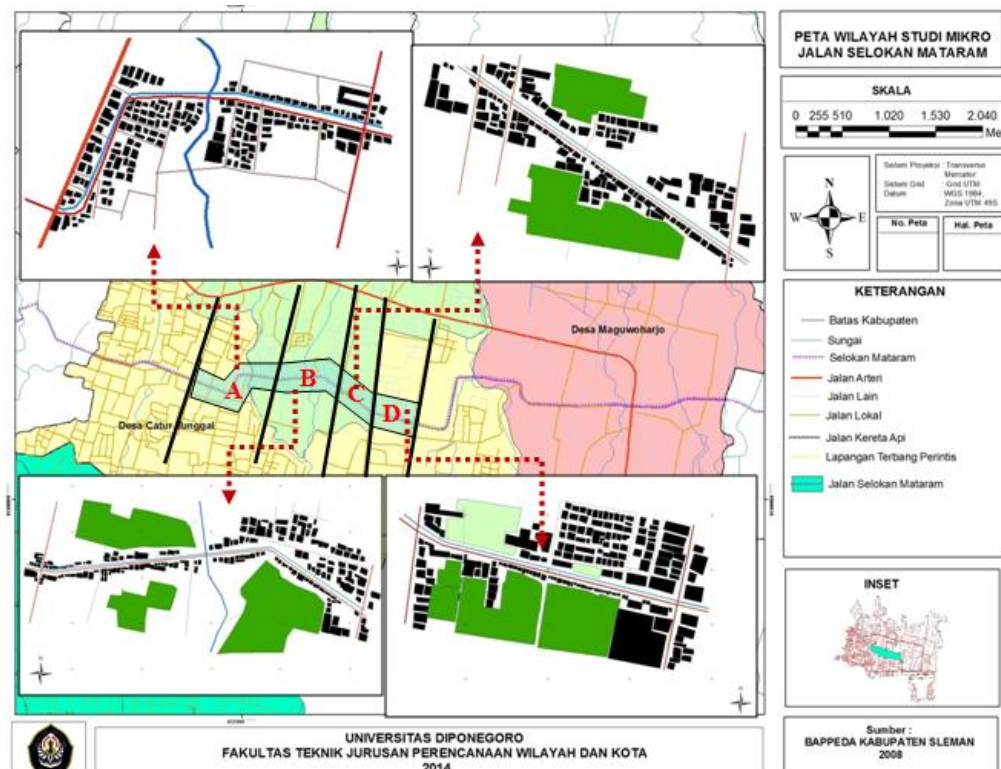 PETA WILAYAH STUDI MIKRO
JALAN SELOKAN MATARAM
SKALA
0 255 510 1.020 1.530 2.040
Me
N
W E
S
Sistem Proyeksi : Transverse
Mercator
Sistem Grid : Grid UTM
Datum : WGS 1984,
Zona UTM 49S
No. Peta
Hal. Peta
KETERANGAN
Batas Kabupaten
Sungai
Selokan Mataram
Jalan Arteri
Jalan Lain
Jalan Lokal
Jalan Kereta Api
Lapangan Terbang Perintis
Jalan Selokan Mataram
INSET
Sumber :
BAPPEDA KABUPATEN SLEMAN
2008
Desa Maguwoharjo
A
B
C
D
Desa Catur Tunggal
UNIVERSITAS DIPONEGORO
FAKULTAS TEKNIK JURUSAN PERENCANAAN WILAYAH DAN KOTA
2014